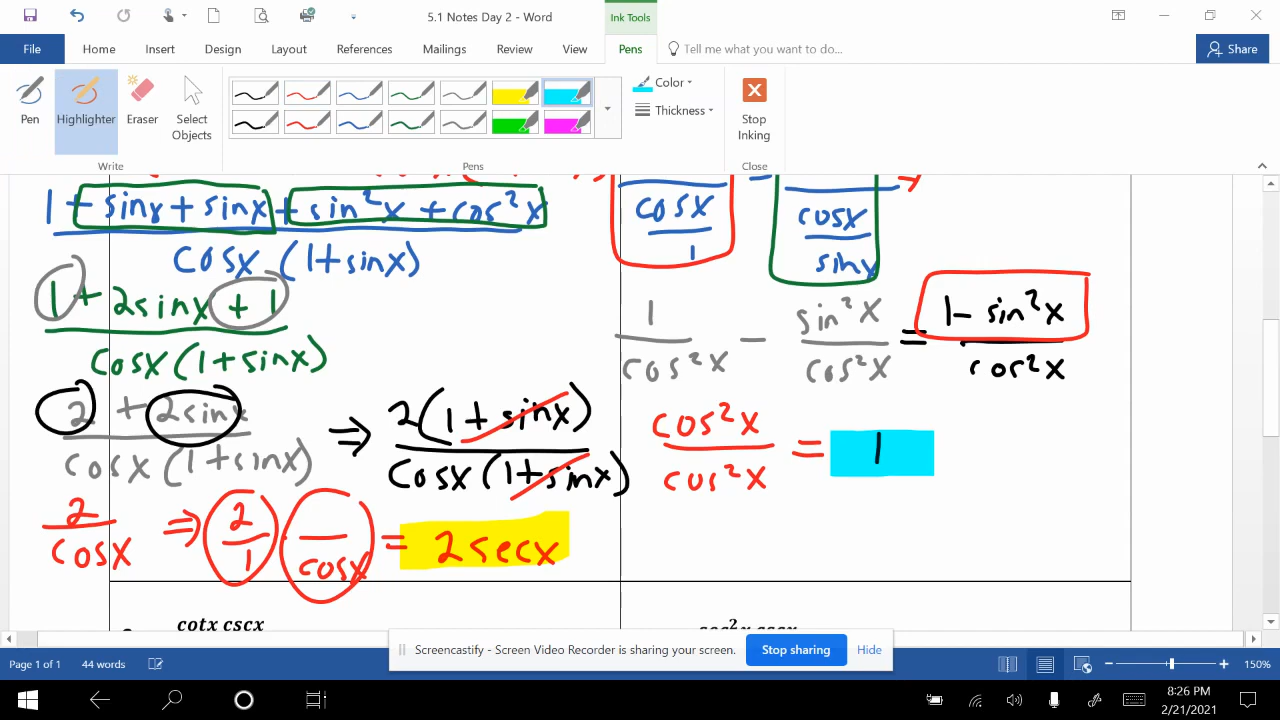 5.1 Notes Day 2 - Word
Ink Tools
File Home Insert Design Layout References Mailings Review View Pens Tell me what you want to do... Share
Pen Highlighter Eraser Select Objects
Color
Thickness
Stop Inking
Write Pens Close
1 + sinx + sinx + sin²x + cos²x
cosx (1+sinx)
1 + 2sinx + 1
cosx (1+sinx)
2 + 2sinx
cosx (1+sinx)
⇒ 2(1+sinx)
cosx (1+sinx)
2
cosx
⇒ 2
1
cosx
= 2secx
cosx
1
=
cosx
sinx
1
cos²x
−
sin²x
cos²x
= 1 − sin²x
cos²x
cos²x
cos²x
= 1
cotx cscx
Screencastify - Screen Video Recorder is sharing your screen. Stop sharing Hide
Page 1 of 1 44 words 150%
8:26 PM
2/21/2021